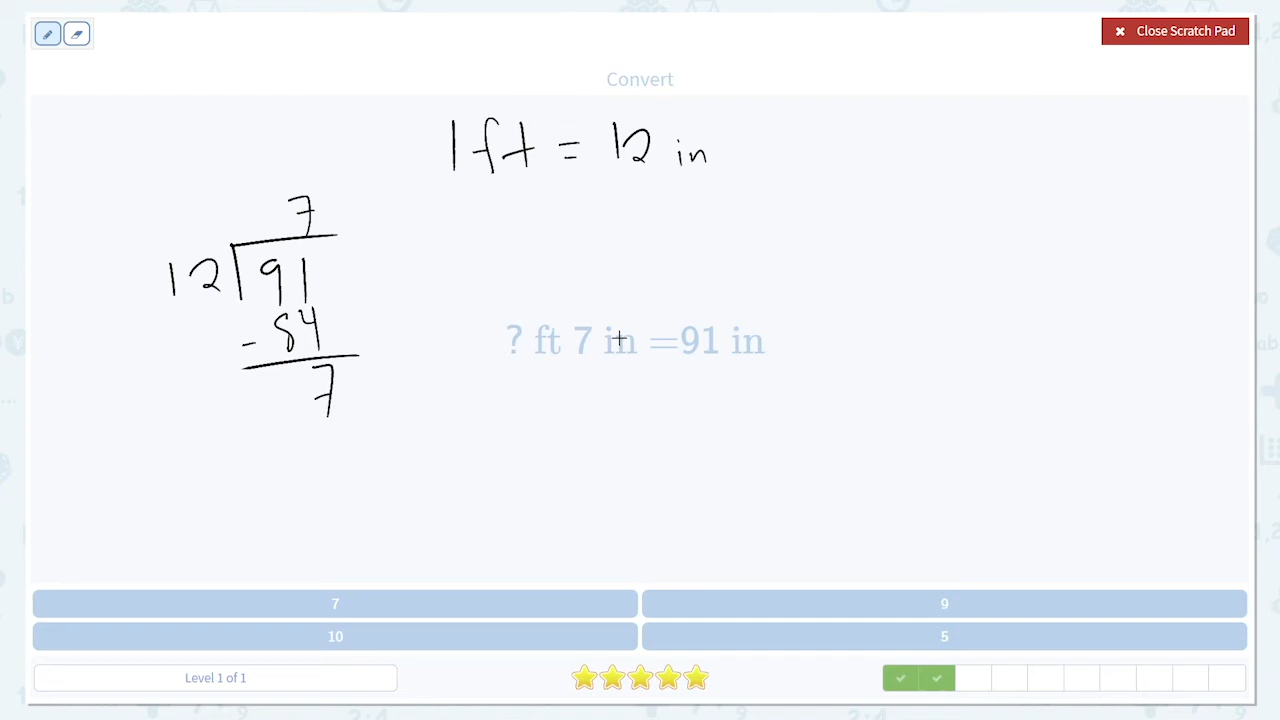 Close Scratch Pad
Convert
1 ft = 12 in
7
12 91
- 84
7
? ft 7 in =91 in
7
9
10
5
Level 1 of 1